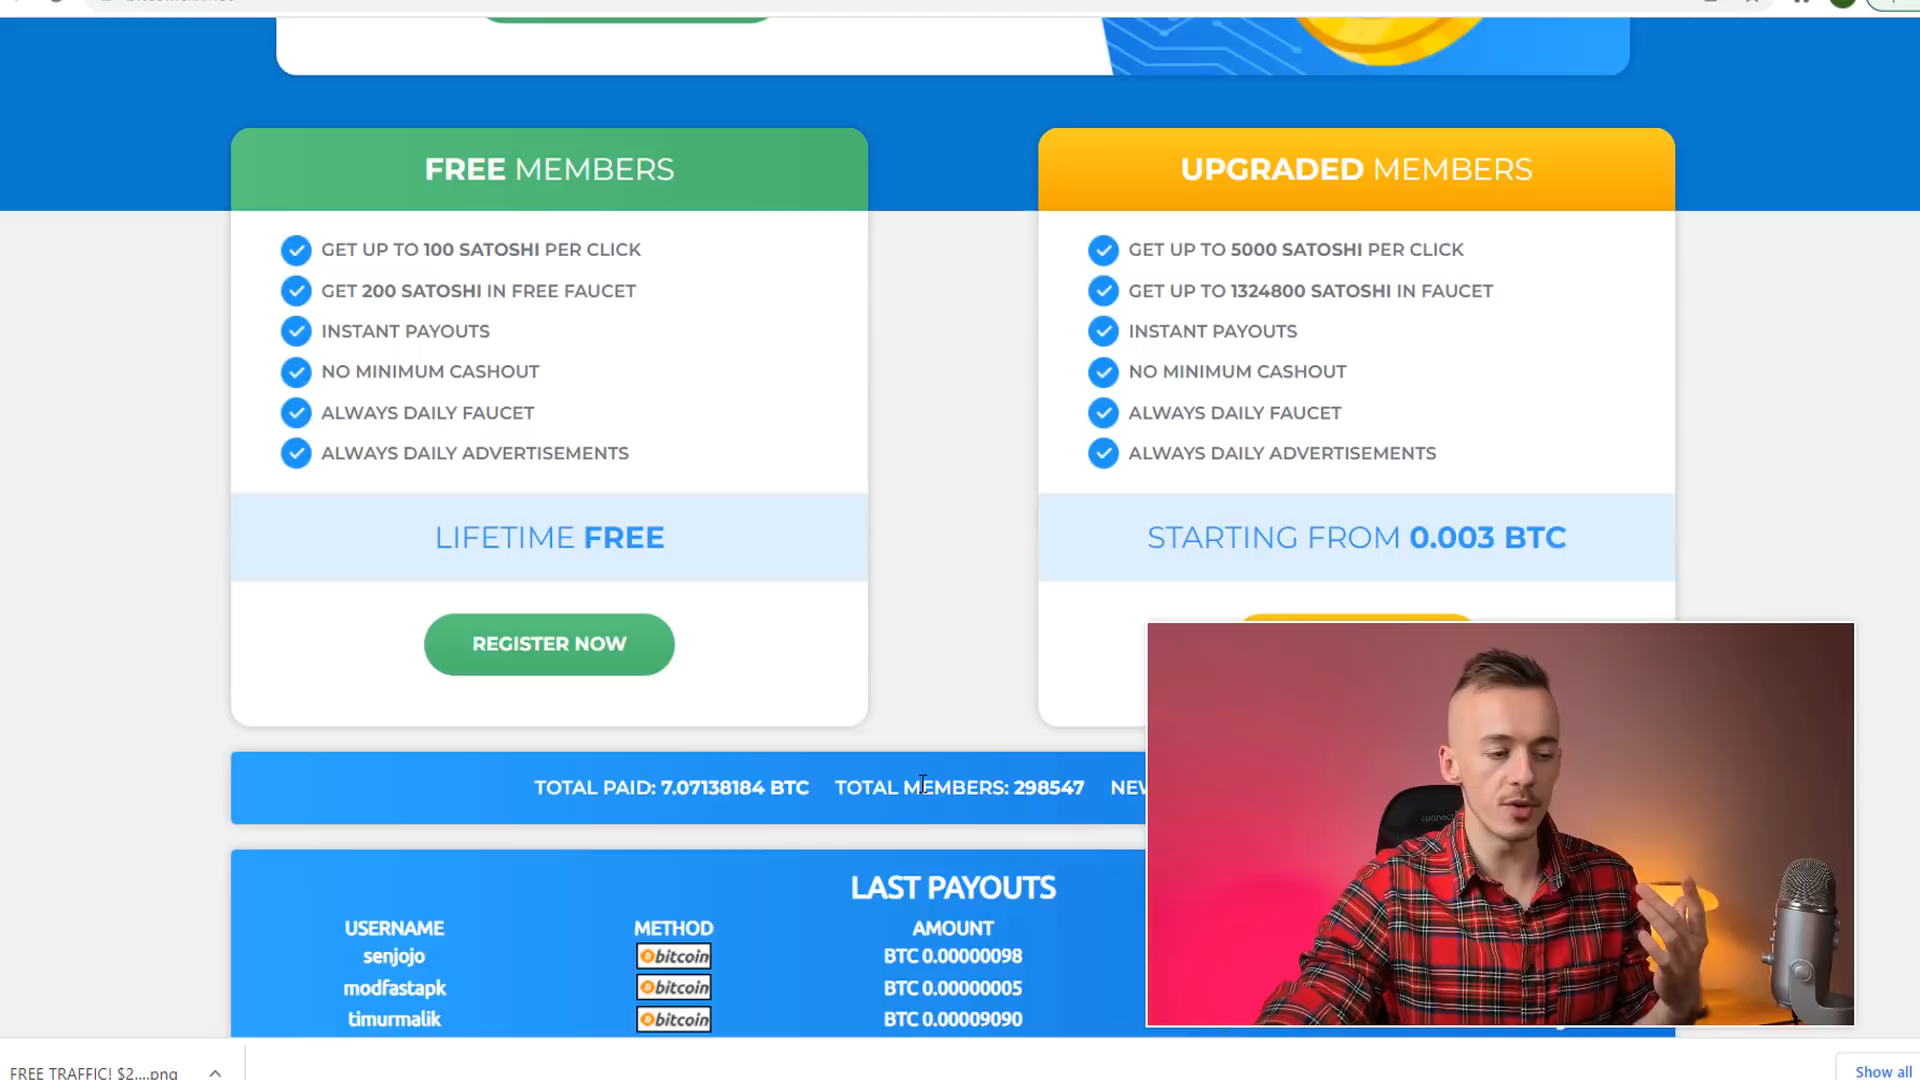 FREE MEMBERS
GET UP TO 100 SATOSHI PER CLICK
GET 200 SATOSHI IN FREE FAUCET
INSTANT PAYOUTS
NO MINIMUM CASHOUT
ALWAYS DAILY FAUCET
ALWAYS DAILY ADVERTISEMENTS
LIFETIME FREE
REGISTER NOW
UPGRADED MEMBERS
GET UP TO 5000 SATOSHI PER CLICK
GET UP TO 1324800 SATOSHI IN FAUCET
INSTANT PAYOUTS
NO MINIMUM CASHOUT
ALWAYS DAILY FAUCET
ALWAYS DAILY ADVERTISEMENTS
STARTING FROM 0.003 BTC
TOTAL PAID: 7.07138184 BTC TOTAL MEMBERS: 298547
LAST PAYOUTS
USERNAME METHOD AMOUNT
senjojo bitcoin BTC 0.00000098
modfastapk bitcoin BTC 0.00000005
timurmalik bitcoin BTC 0.00009090
FREE TRAFFIC! $2....png
Show all